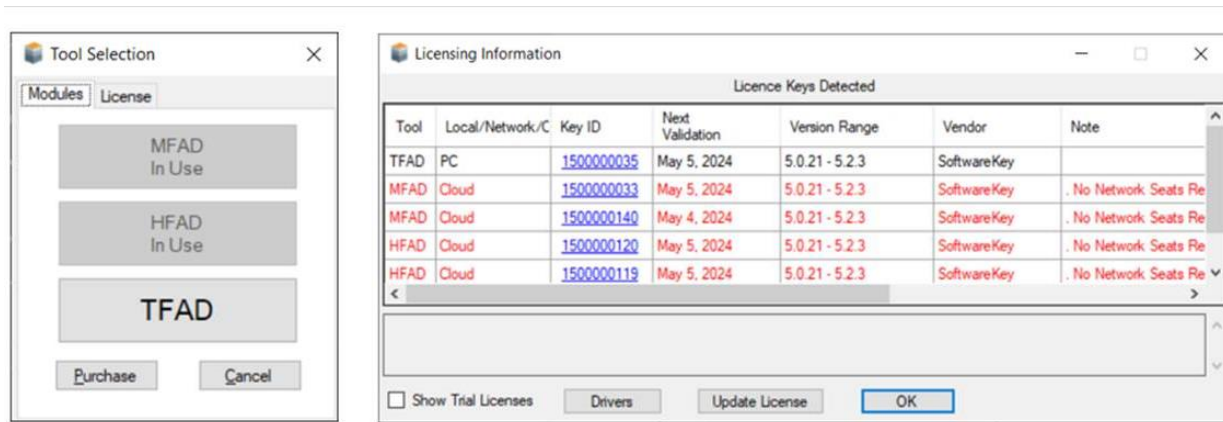 Tool Selection
Modules License
MFAD
In Use
HFAD
In Use
TFAD
Purchase Cancel
Licensing Information
Licence Keys Detected
Tool Local/Network/C Key ID Next Validation Version Range Vendor Note
TFAD PC 1500000035 May 5, 2024 5.0.21 - 5.2.3 SoftwareKey
MFAD Cloud 1500000033 May 5, 2024 5.0.21 - 5.2.3 SoftwareKey . No Network Seats Re
MFAD Cloud 1500000140 May 4, 2024 5.0.21 - 5.2.3 SoftwareKey . No Network Seats Re
HFAD Cloud 1500000120 May 5, 2024 5.0.21 - 5.2.3 SoftwareKey . No Network Seats Re
HFAD Cloud 1500000119 May 5, 2024 5.0.21 - 5.2.3 SoftwareKey . No Network Seats Re
Show Trial Licenses Drivers Update License OK